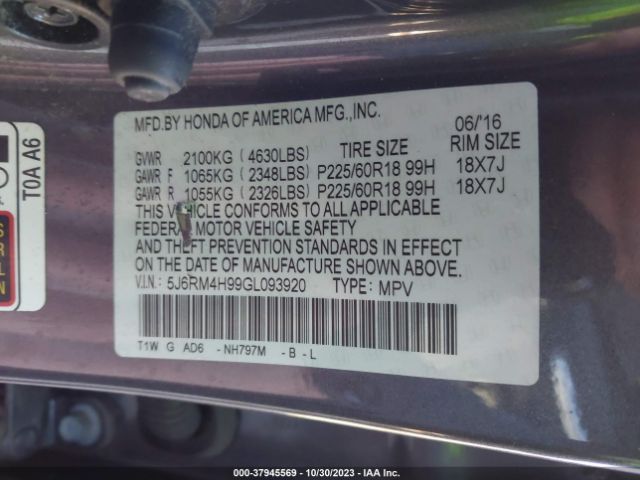 MFD.BY HONDA OF AMERICA MFG.,INC.
06/'16
GVWR 2100KG (4630LBS) TIRE SIZE RIM SIZE
GAWR F 1065KG (2348LBS) P225/60R18 99H 18X7J
GAWR R 1055KG (2326LBS) P225/60R18 99H 18X7J
THIS VEHICLE CONFORMS TO ALL APPLICABLE
FEDERAL MOTOR VEHICLE SAFETY
AND THEFT PREVENTION STANDARDS IN EFFECT
ON THE DATE OF MANUFACTURE SHOWN ABOVE.
V.I.N.: 5J6RM4H99GL093920 TYPE: MPV
T1W G AD6 -NH797M -B-L
T0A A6
000-37945569 - 10/30/2023 - IAA Inc.